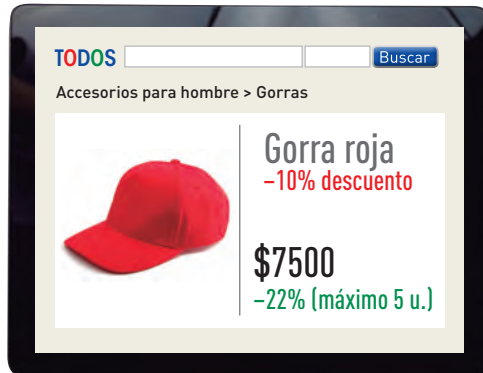 TODOS Buscar
Accesorios para hombre > Gorras
Gorra roja
–10% descuento
$7500
–22% (máximo 5 u.)